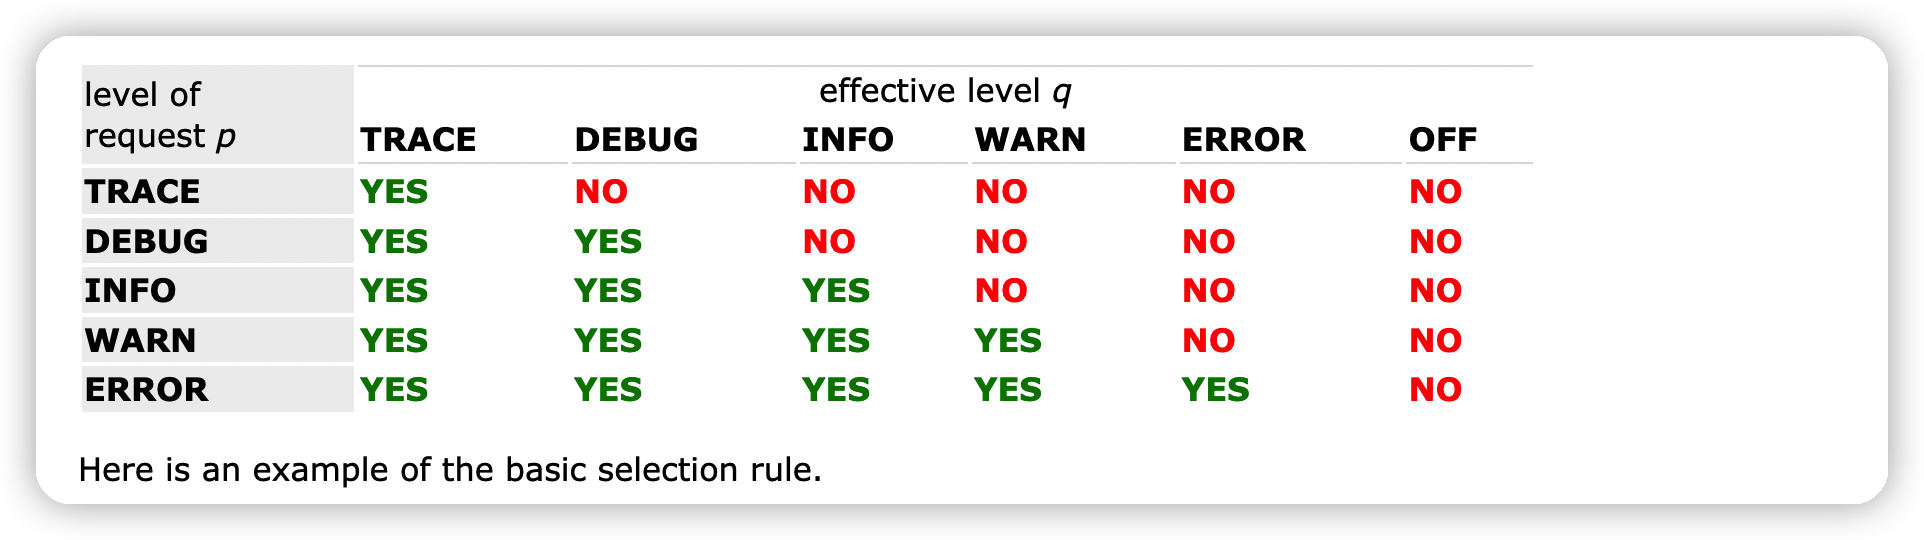 level of
request p
effective level q
TRACE DEBUG INFO WARN ERROR OFF
TRACE YES NO NO NO NO NO
DEBUG YES YES NO NO NO NO
INFO YES YES YES NO NO NO
WARN YES YES YES YES NO NO
ERROR YES YES YES YES YES NO
Here is an example of the basic selection rule.